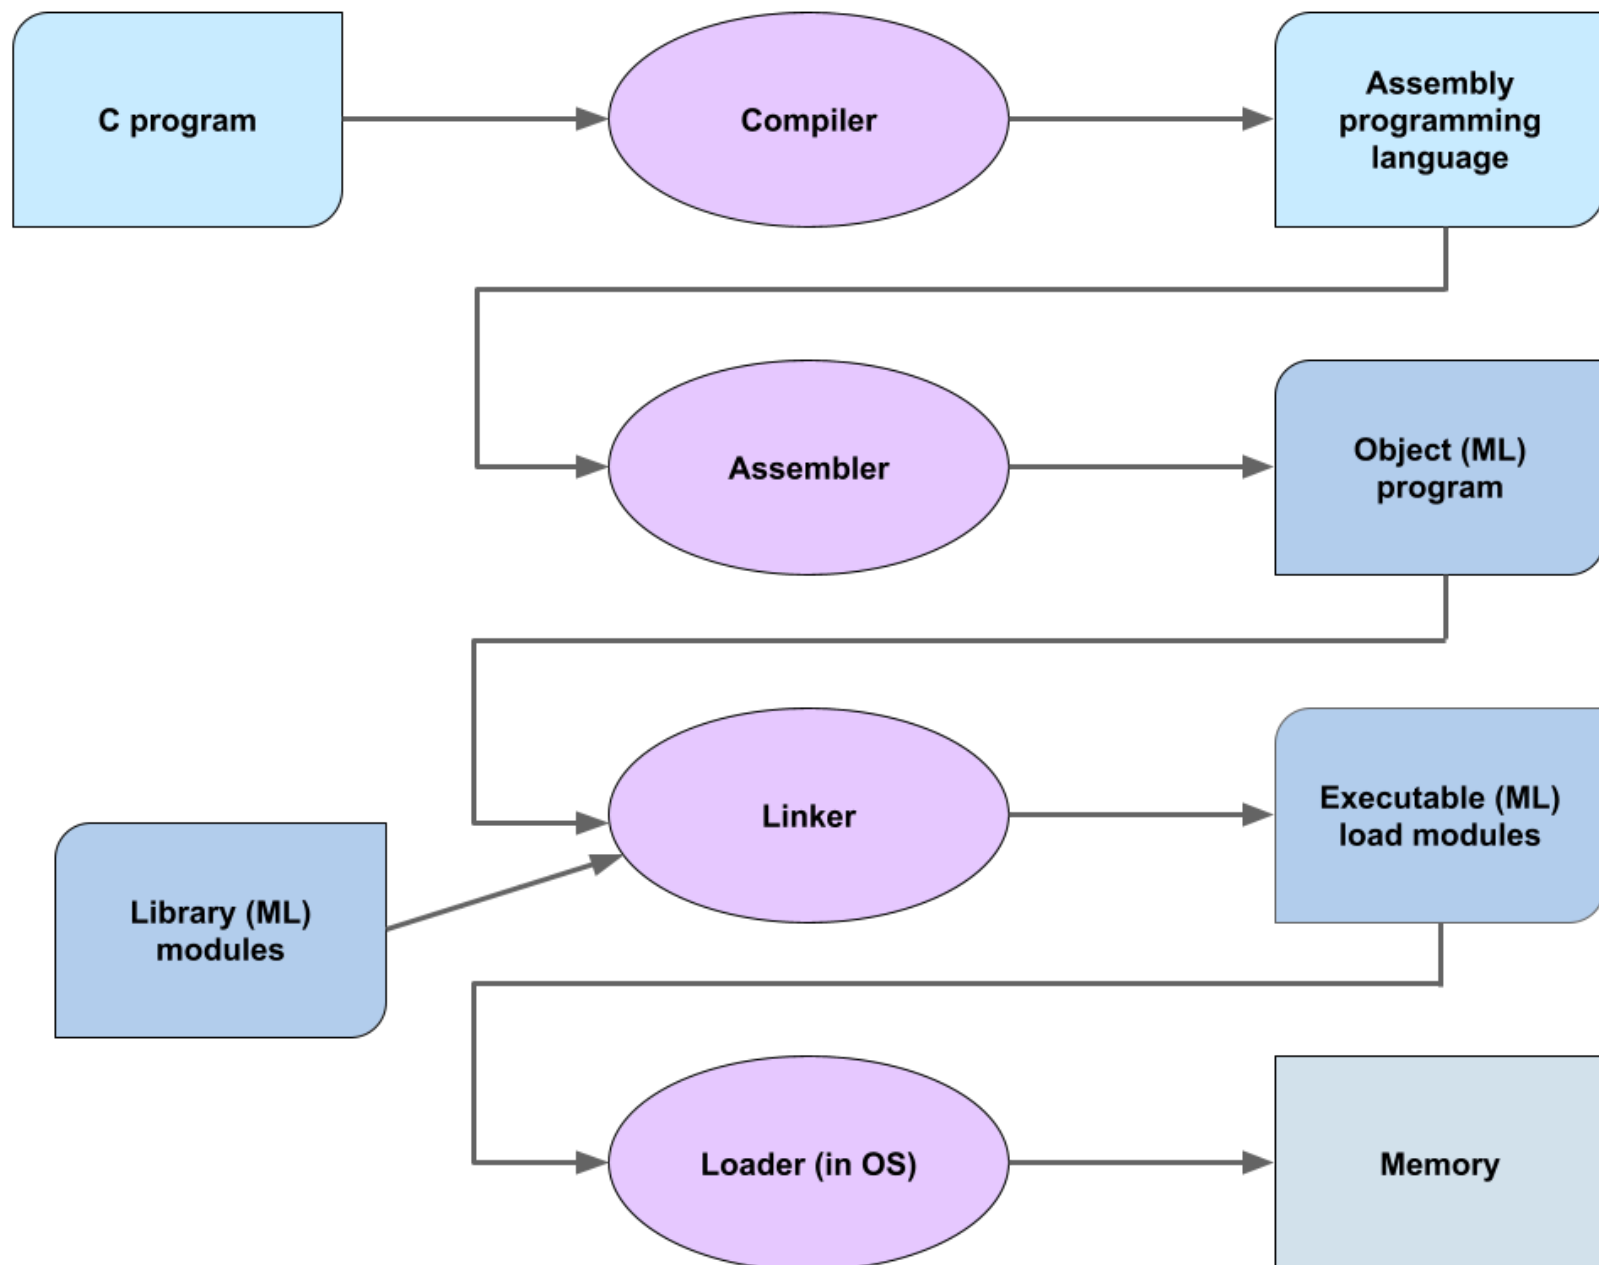 C program
Compiler
Assembly
programming
language
Assembler
Object (ML)
program
Linker
Executable (ML)
load modules
Library (ML)
modules
Loader (in OS)
Memory